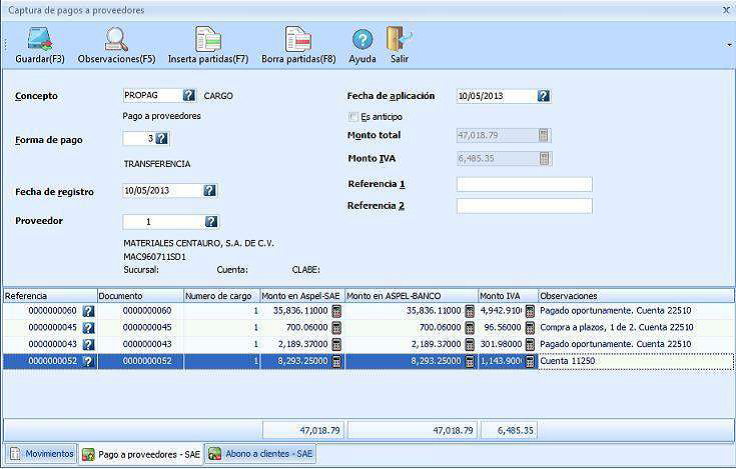 Captura de pagos a proveedores
Guardar(F3) Observaciones(F5) Inserta partidas(F7) Borra partidas(F8) Ayuda Salir
Concepto PROPAG CARGO Fecha de aplicación 10/05/2013
Pago a proveedores Es anticipo
Forma de pago 3 Monto total 47,018.79
TRANSFERENCIA Monto IVA 6,485.35
Fecha de registro 10/05/2013 Referencia 1
Referencia 2
Proveedor 1
MATERIALES CENTAURO, S.A. DE C.V.
MAC960711SD1
Sucursal: Cuenta: CLABE:
Referencia Documento Numero de cargo Monto en Aspel-SAE Monto en ASPEL-BANCO Monto IVA Observaciones
0000000060 0000000060 1 35,836.11000 35,836.11000 4,942.910 Pagado oportunamente. Cuenta 22510
0000000045 0000000045 1 700.06000 700.06000 96.56000 Compra a plazos, 1 de 2. Cuenta 22510
0000000043 0000000043 1 2,189.37000 2,189.37000 301.98000 Pagado oportunamente. Cuenta 22510
0000000052 0000000052 1 8,293.25000 8,293.25000 1,143.900 Cuenta 11250
47,018.79 47,018.79 6,485.35
Movimientos Pago a proveedores - SAE Abono a clientes - SAE